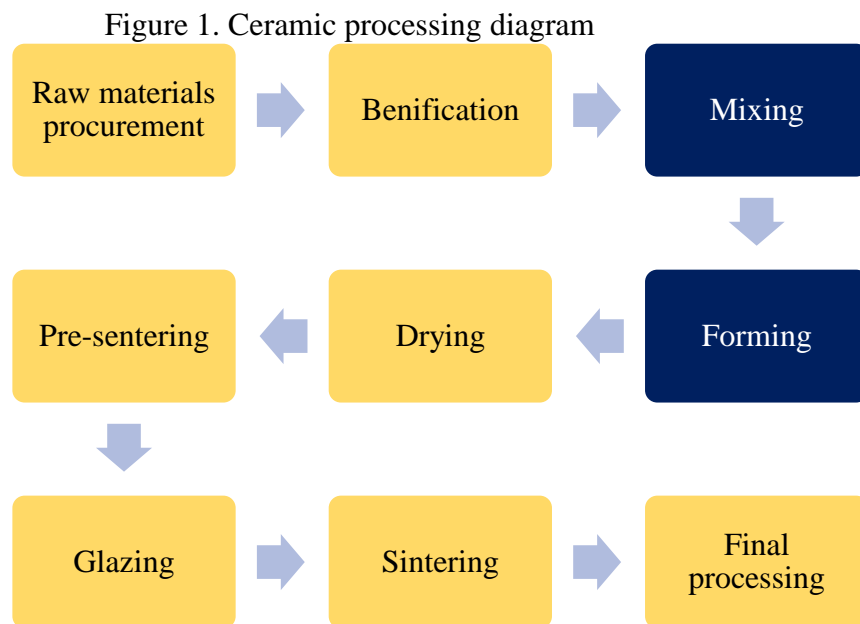 Figure 1. Ceramic processing diagram
Raw materials
procurement
Benification
Mixing
Forming
Drying
Pre-sentering
Glazing
Sintering
Final
processing